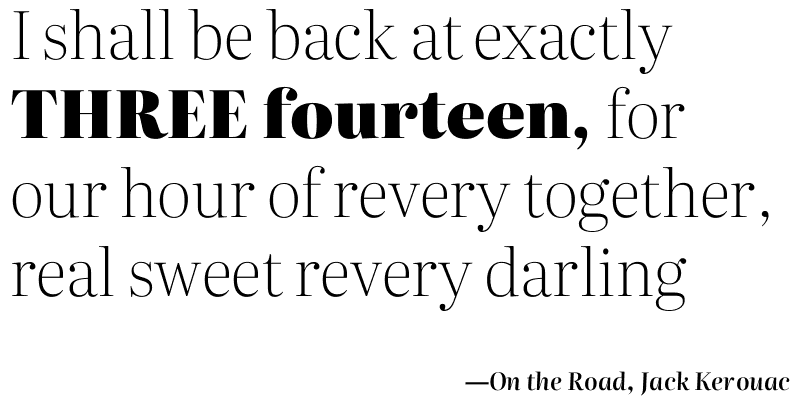 I shall be back at exactly
THREE fourteen, for
our hour of revery together,
real sweet revery darling
—On the Road, Jack Kerouac